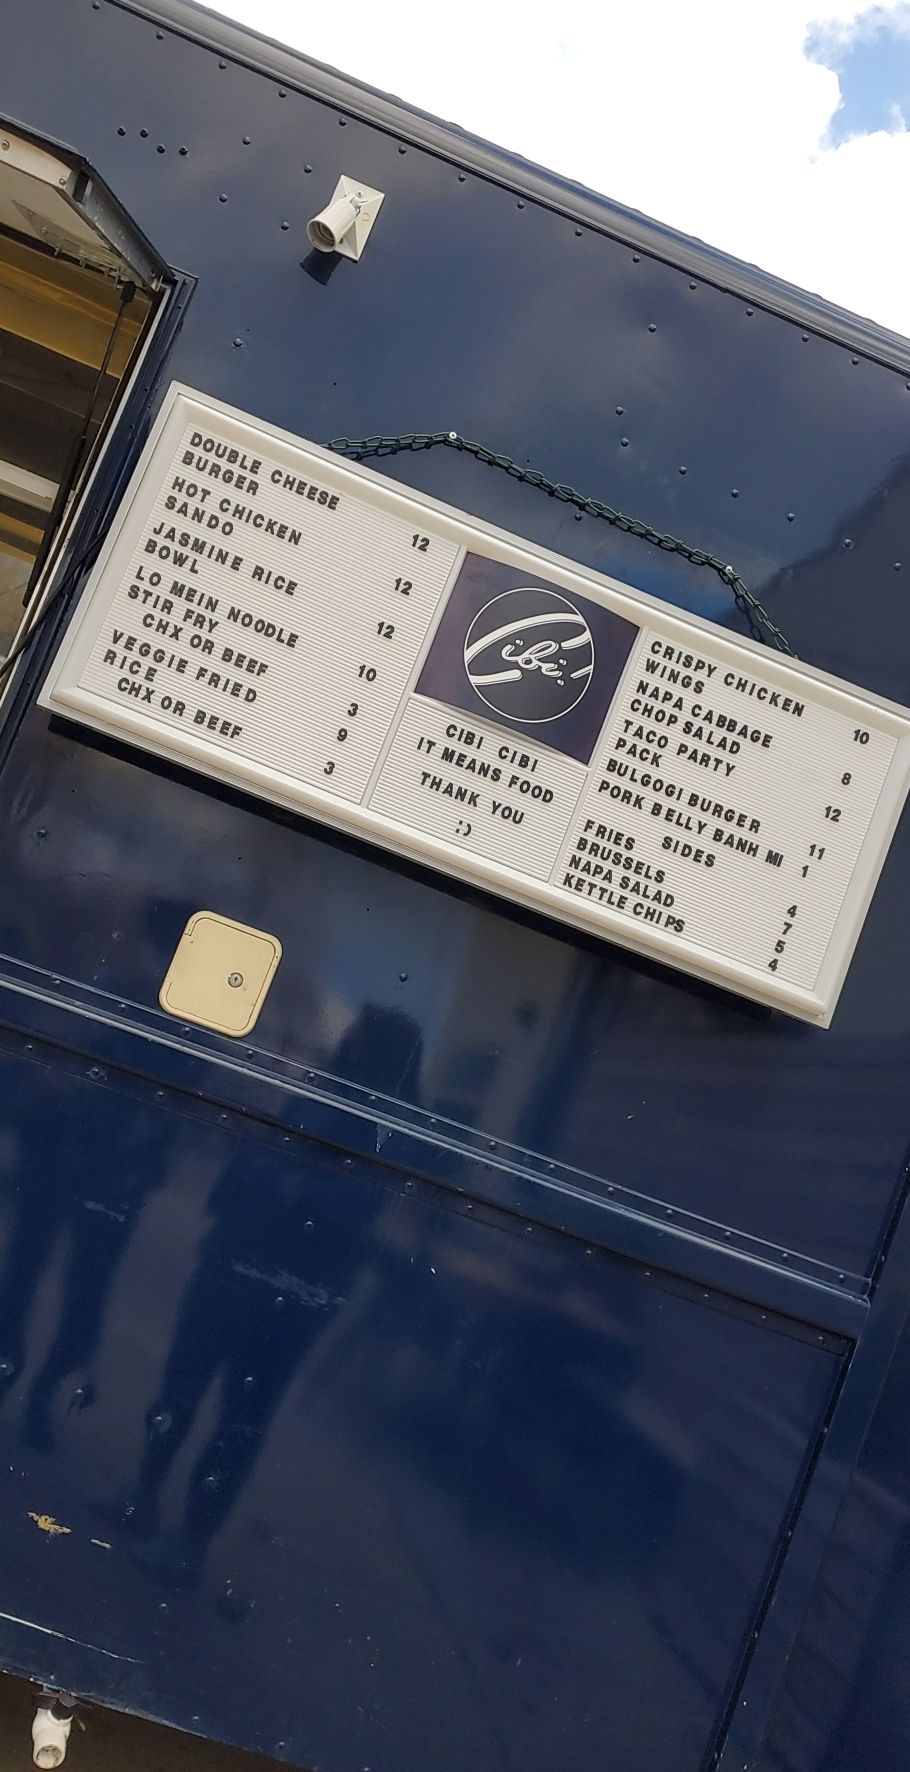 DOUBLE CHEESE 12
BURGER
HOT CHICKEN 12
SANDO
JASMINE RICE 12
BOWL
LO MEIN NOODLE 10
STIR FRY
CHX OR BEEF 3
VEGGIE FRIED 9
RICE
CHX OR BEEF 3
Cibi!
CIBI CIBI
IT MEANS FOOD
THANK YOU
:)
CRISPY CHICKEN 10
WINGS
NAPA CABBAGE 8
CHOP SALAD
TACO PARTY 12
PACK
BULGOGI BURGER 11
PORK BELLY BANH MI 1
SIDES
FRIES 4
BRUSSELS 7
NAPA SALAD 5
KETTLE CHIPS 4